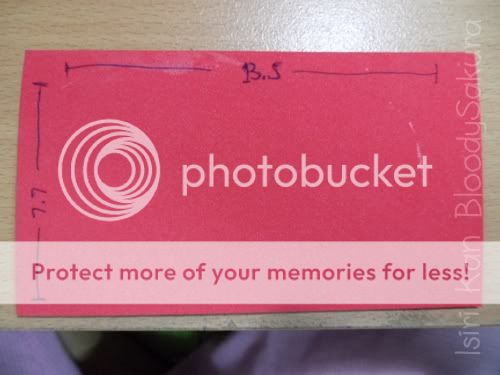 13.5
7.7
photobucket
Protect more of your memories for less!
Isiri Kan BloodySakura